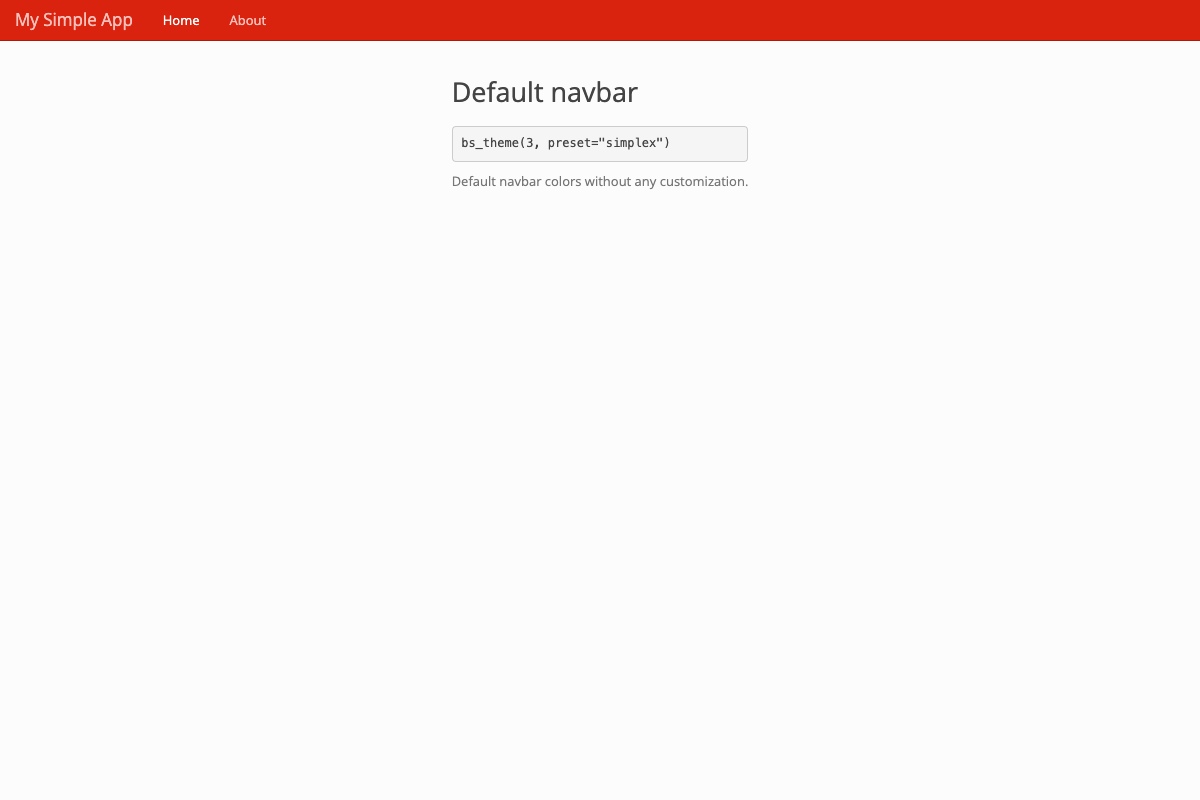 My Simple App Home About
Default navbar
bs_theme(3, preset="simplex")
Default navbar colors without any customization.